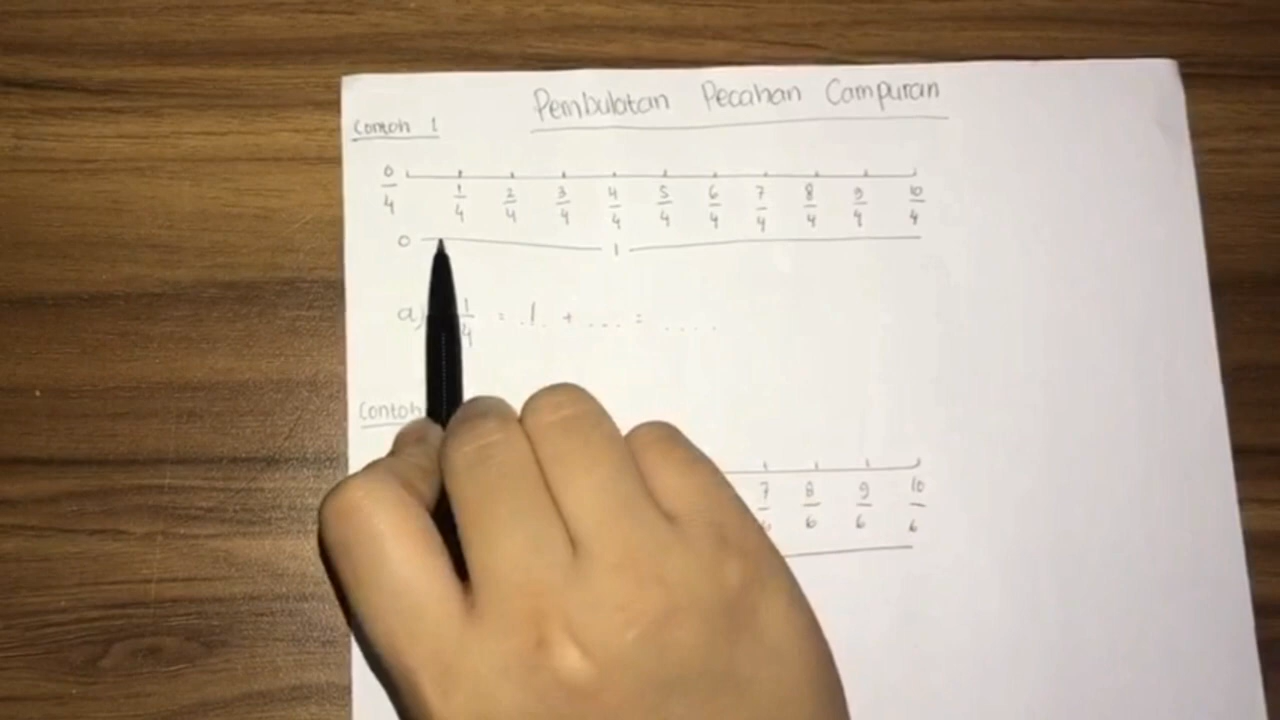 Pembulatan Pecahan Campuran
Contoh 1
0/4 1/4 2/4 3/4 4/4 5/4 6/4 7/4 8/4 9/4 10/4
0 1
a) 1/4 = .1. + ... = ....
Contoh
7/6 8/6 9/6 10/6